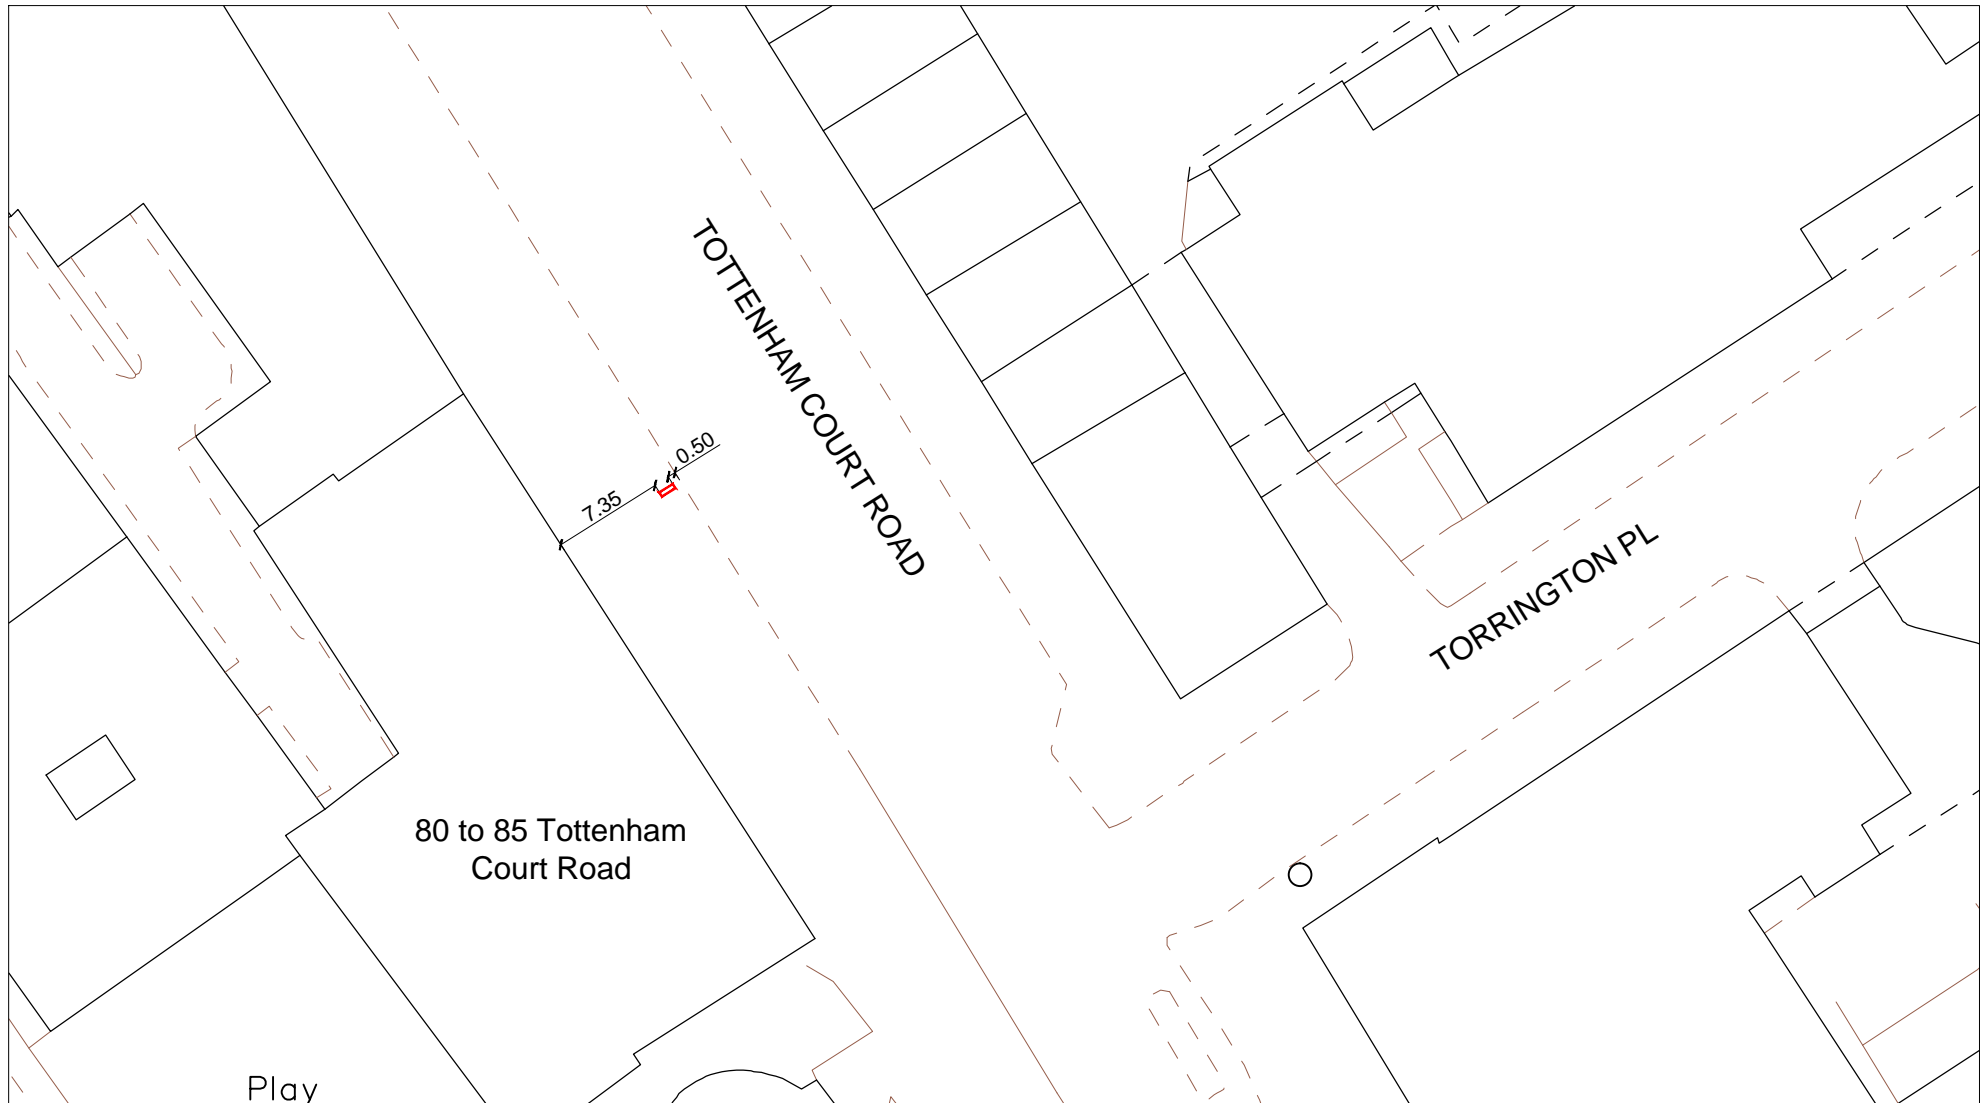 TOTTENHAM COURT ROAD
0.50
7.35
TORRINGTON PL
80 to 85 Tottenham
Court Road
Play